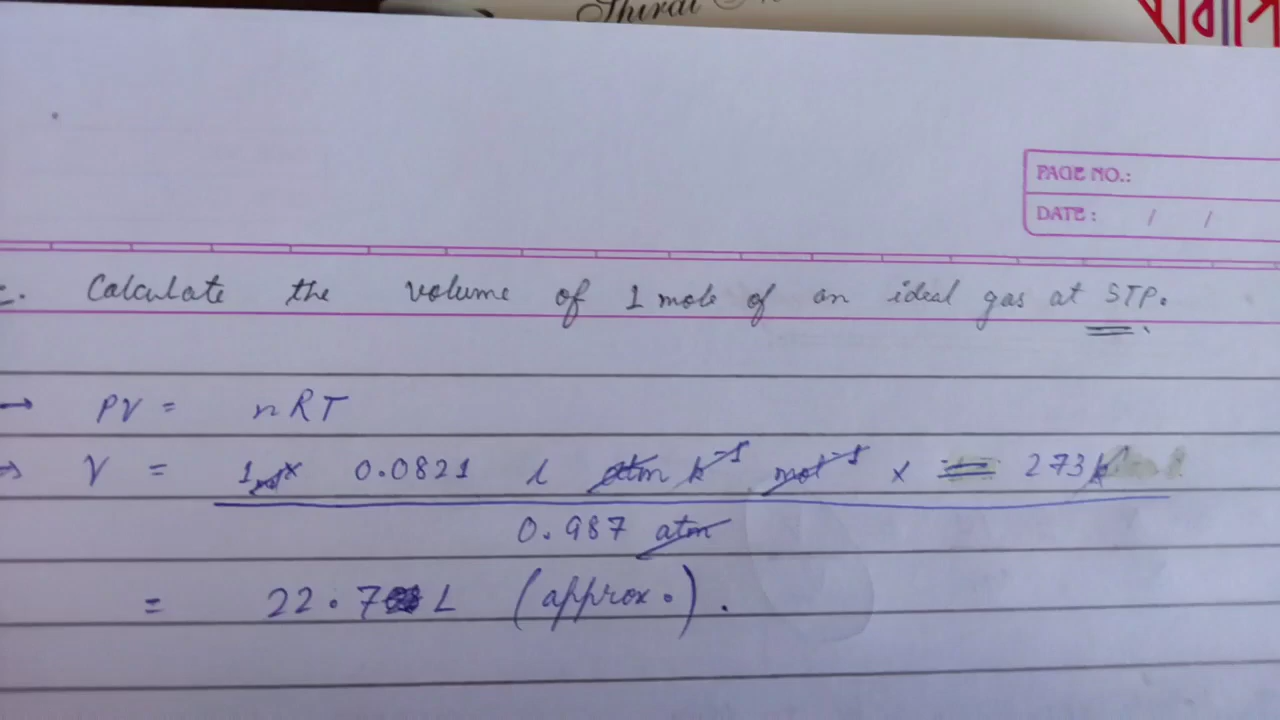 PAGE NO.:
DATE : / /
Calculate the volume of 1 mole of an ideal gas at STP.
→ PV = nRT
⇒ V = 1 mol x 0.0821 L atm k⁻¹ mol⁻¹ x 273 k
0.987 atm
= 22.7 L (approx.).